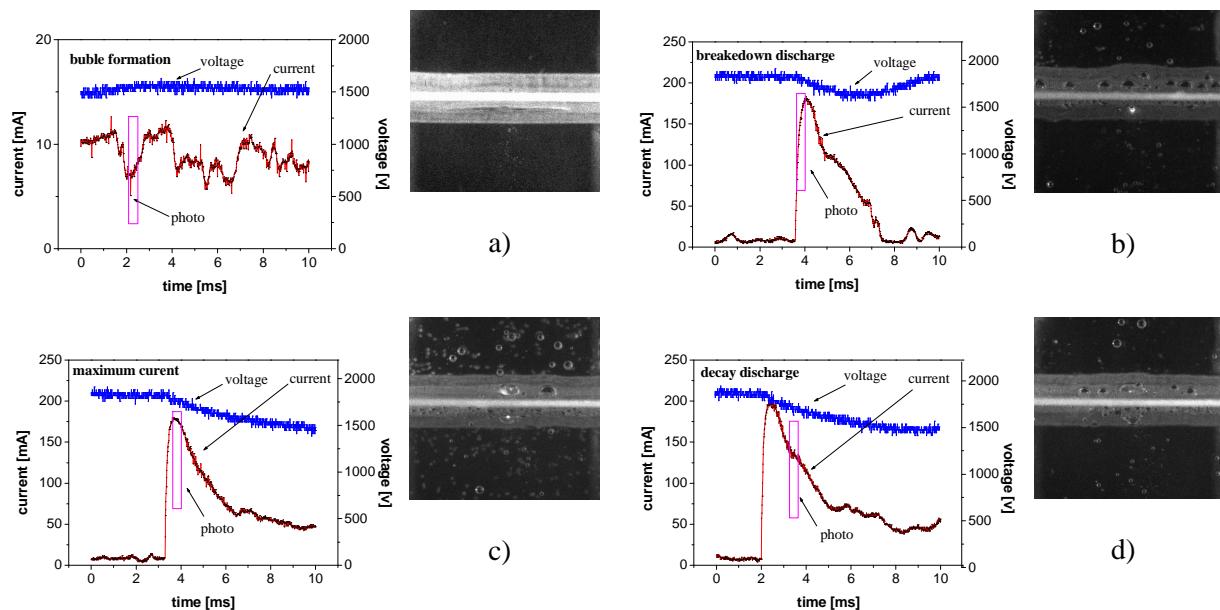 buble formation
voltage
current
photo
current [mA]
20
10
0
voltage [V]
2000
1500
1000
500
0
0 2 4 6 8 10
time [ms]
a)
breakedown discharge
voltage
current
photo
current [mA]
250
200
150
100
50
0
voltage [V]
2000
1500
1000
500
0
0 2 4 6 8 10
time [ms]
b)
maximum curent
voltage
current
photo
current [mA]
250
200
150
100
50
0
voltage [V]
2000
1500
1000
500
0
0 2 4 6 8 10
time [ms]
c)
decay discharge
voltage
current
photo
current [mA]
250
200
150
100
50
0
voltage [V]
2000
1500
1000
500
0
0 2 4 6 8 10
time [ms]
d)